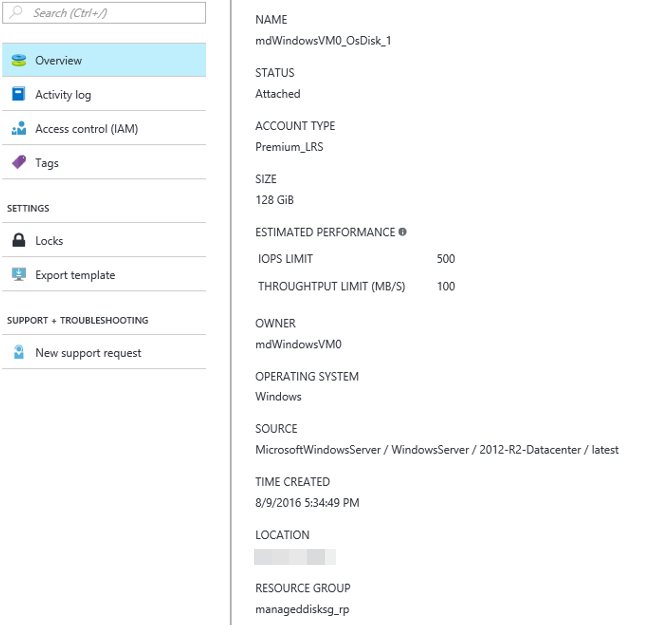 Search (Ctrl+/)
Overview
Activity log
Access control (IAM)
Tags
SETTINGS
Locks
Export template
SUPPORT + TROUBLESHOOTING
New support request
NAME
mdWindowsVM0_OsDisk_1
STATUS
Attached
ACCOUNT TYPE
Premium_LRS
SIZE
128 GiB
ESTIMATED PERFORMANCE
IOPS LIMIT 500
THROUGHTPUT LIMIT (MB/S) 100
OWNER
mdWindowsVM0
OPERATING SYSTEM
Windows
SOURCE
MicrosoftWindowsServer / WindowsServer / 2012-R2-Datacenter / latest
TIME CREATED
8/9/2016 5:34:49 PM
LOCATION
RESOURCE GROUP
manageddisksg_rp